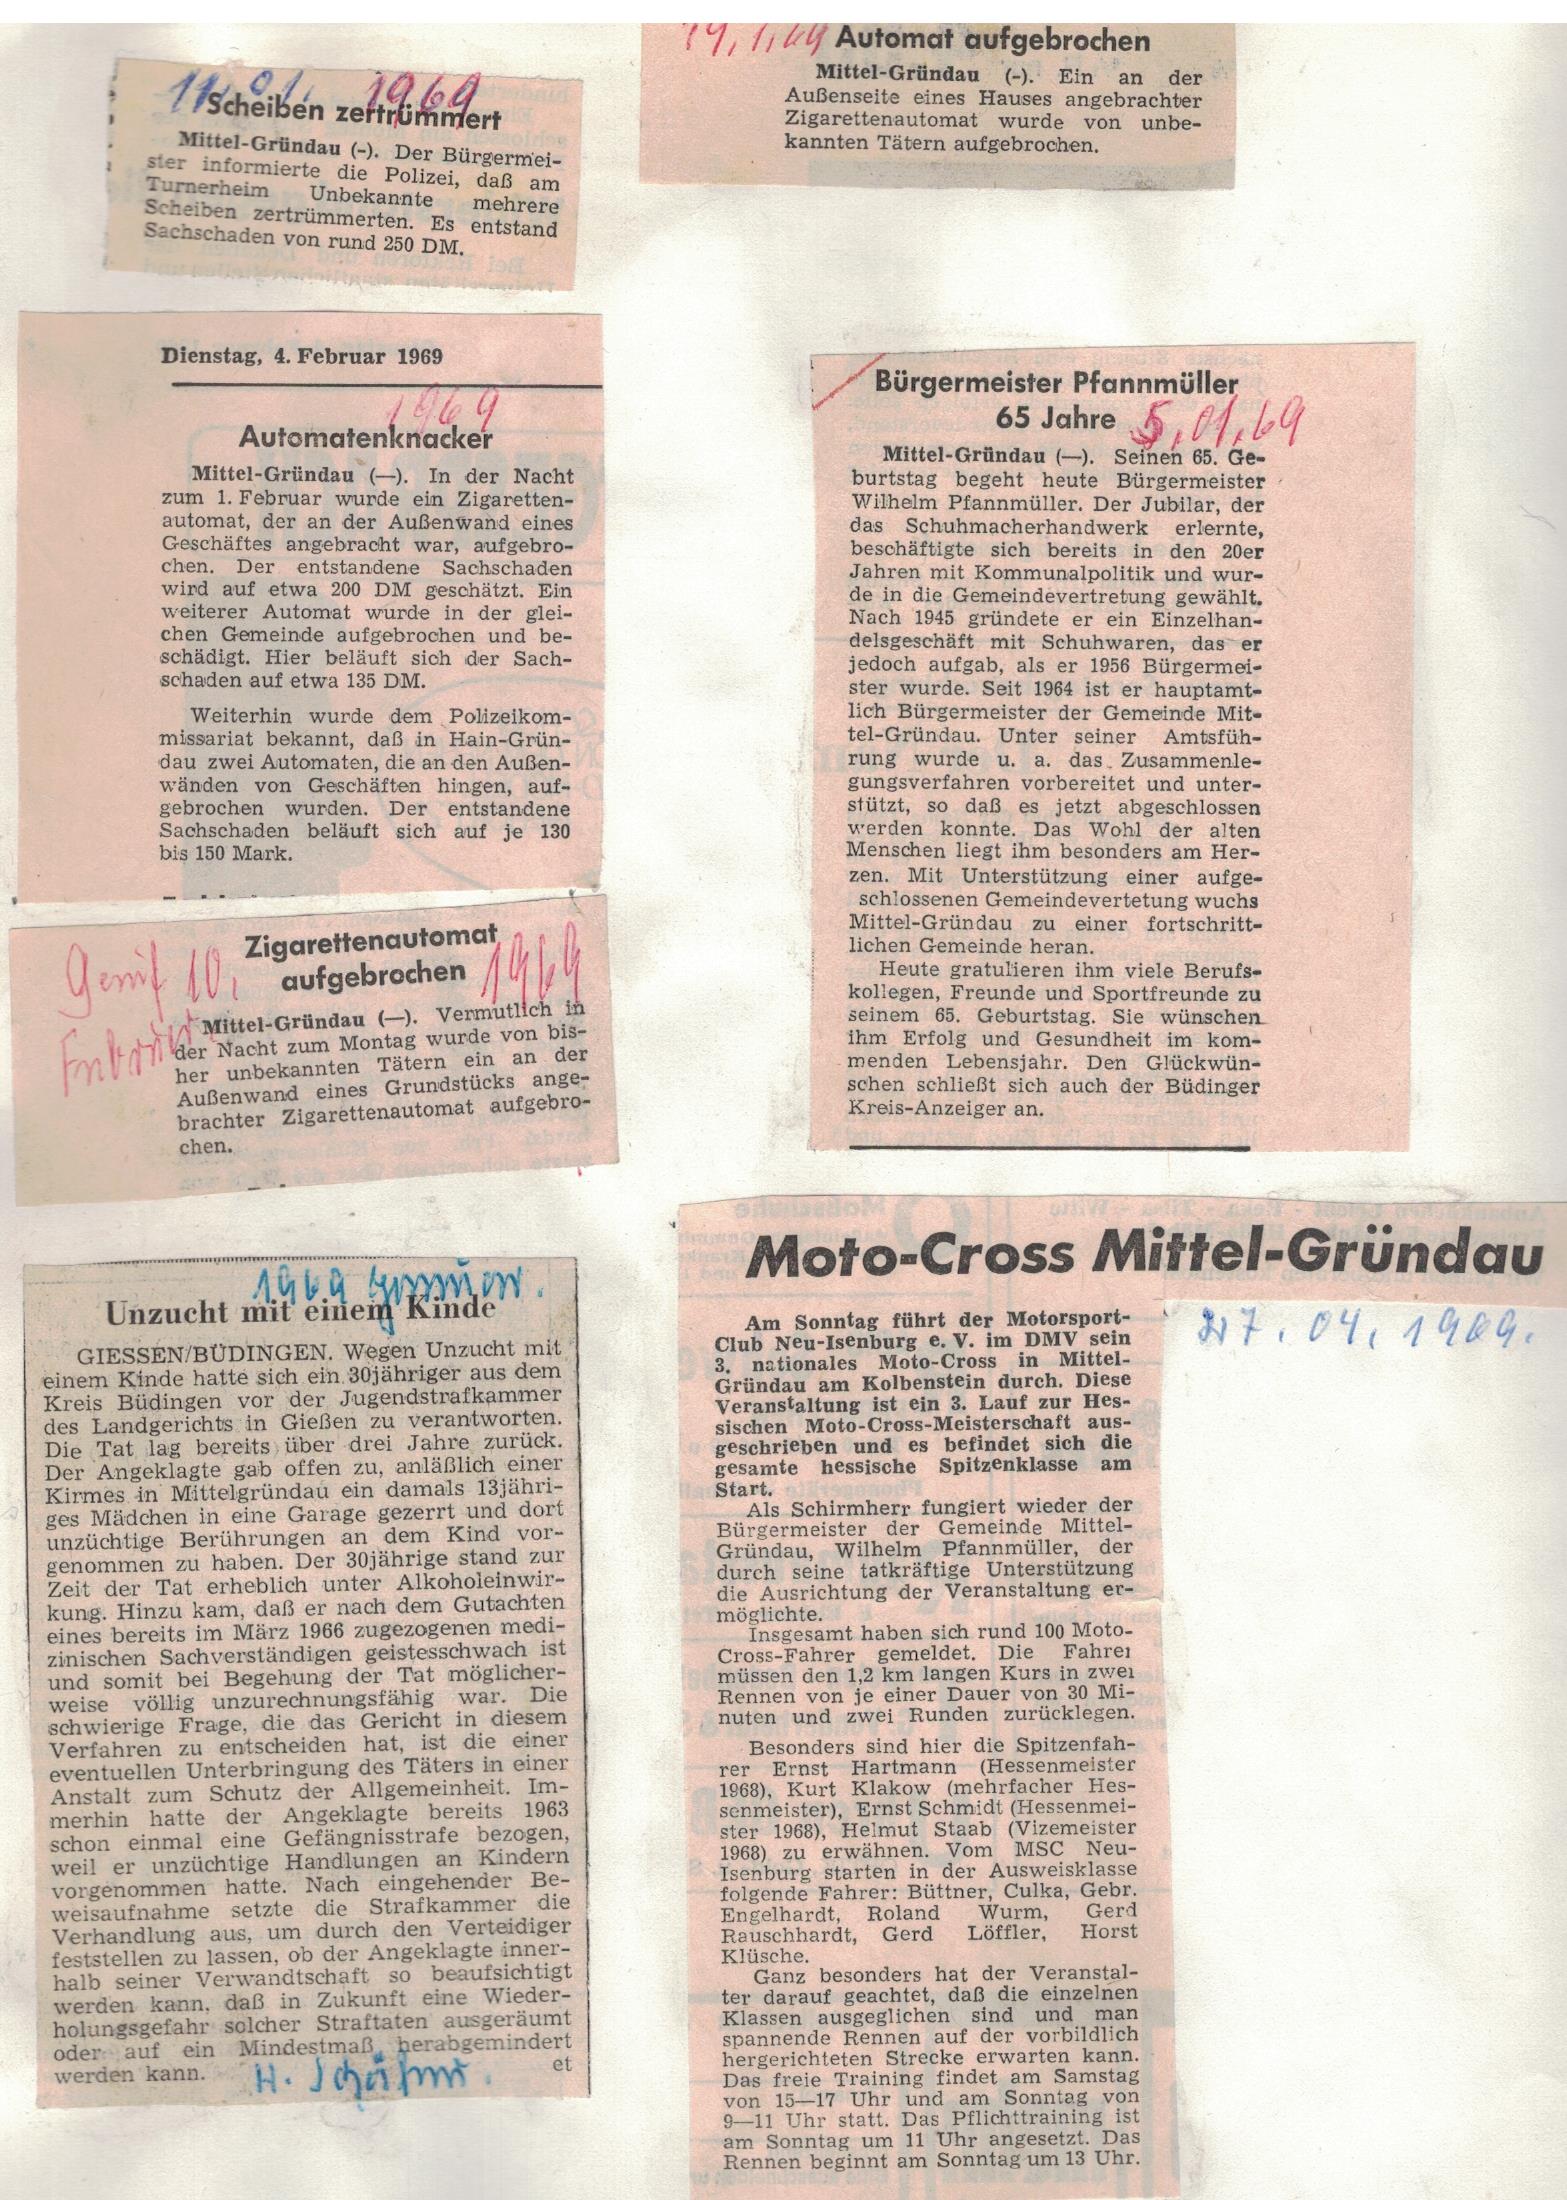 11.01. 1969
Scheiben zertrümmert
Mittel-Gründau (-). Der Bürgermei-
ster informierte die Polizei, daß am
Turnerheim Unbekannte mehrere
Scheiben zertrümmerten. Es entstand
Sachschaden von rund 250 DM.
19.1.69 Automat aufgebrochen
Mittel-Gründau (-). Ein an der
Außenseite eines Hauses angebrachter
Zigarettenautomat wurde von unbe-
kannten Tätern aufgebrochen.
Dienstag, 4. Februar 1969
1969
Automatenknacker
Mittel-Gründau (—). In der Nacht
zum 1. Februar wurde ein Zigaretten-
automat, der an der Außenwand eines
Geschäftes angebracht war, aufgebro-
chen. Der entstandene Sachschaden
wird auf etwa 200 DM geschätzt. Ein
weiterer Automat wurde in der glei-
chen Gemeinde aufgebrochen und be-
schädigt. Hier beläuft sich der Sach-
schaden auf etwa 135 DM.
Weiterhin wurde dem Polizeikom-
missariat bekannt, daß in Hain-Grün-
dau zwei Automaten, die an den Außen-
wänden von Geschäften hingen, auf-
gebrochen wurden. Der entstandene
Sachschaden beläuft sich auf je 130
bis 150 Mark.
Zigarettenautomat
aufgebrochen
10. 1969
Mittel-Gründau (—). Vermutlich in
der Nacht zum Montag wurde von bis-
her unbekannten Tätern ein an der
Außenwand eines Grundstücks ange-
brachter Zigarettenautomat aufgebro-
chen.
1969 Januar.
Unzucht mit einem Kinde
GIESSEN/BÜDINGEN. Wegen Unzucht mit
einem Kinde hatte sich ein 30jähriger aus dem
Kreis Büdingen vor der Jugendstrafkammer
des Landgerichts in Gießen zu verantworten.
Die Tat lag bereits über drei Jahre zurück.
Der Angeklagte gab offen zu, anläßlich einer
Kirmes in Mittelgründau ein damals 13jähri-
ges Mädchen in eine Garage gezerrt und dort
unzüchtige Berührungen an dem Kind vor-
genommen zu haben. Der 30jährige stand zur
Zeit der Tat erheblich unter Alkoholeinwir-
kung. Hinzu kam, daß er nach dem Gutachten
eines bereits im März 1966 zugezogenen medi-
zinischen Sachverständigen geistesschwach ist
und somit bei Begehung der Tat möglicher-
weise völlig unzurechnungsfähig war. Die
schwierige Frage, die das Gericht in diesem
Verfahren zu entscheiden hat, ist die einer
eventuellen Unterbringung des Täters in einer
Anstalt zum Schutz der Allgemeinheit. Im-
merhin hatte der Angeklagte bereits 1963
schon einmal eine Gefängnisstrafe bezogen,
weil er unzüchtige Handlungen an Kindern
vorgenommen hatte. Nach eingehender Be-
weisaufnahme setzte die Strafkammer die
Verhandlung aus, um durch den Verteidiger
feststellen zu lassen, ob der Angeklagte inner-
halb seiner Verwandtschaft so beaufsichtigt
werden kann, daß in Zukunft eine Wieder-
holungsgefahr solcher Straftaten ausgeräumt
oder auf ein Mindestmaß herabgemindert
werden kann. et
H. Schäfer.
Bürgermeister Pfannmüller
65 Jahre 5.01.69
Mittel-Gründau (—). Seinen 65. Ge-
burtstag begeht heute Bürgermeister
Wilhelm Pfannmüller. Der Jubilar, der
das Schuhmacherhandwerk erlernte,
beschäftigte sich bereits in den 20er
Jahren mit Kommunalpolitik und wur-
de in die Gemeindevertretung gewählt.
Nach 1945 gründete er ein Einzelhan-
delsgeschäft mit Schuhwaren, das er
jedoch aufgab, als er 1956 Bürgermei-
ster wurde. Seit 1964 ist er hauptamt-
lich Bürgermeister der Gemeinde Mit-
tel-Gründau. Unter seiner Amtsfüh-
rung wurde u. a. das Zusammenle-
gungsverfahren vorbereitet und unter-
stützt, so daß es jetzt abgeschlossen
werden konnte. Das Wohl der alten
Menschen liegt ihm besonders am Her-
zen. Mit Unterstützung einer aufge-
schlossenen Gemeindevertetung wuchs
Mittel-Gründau zu einer fortschritt-
lichen Gemeinde heran.
Heute gratulieren ihm viele Berufs-
kollegen, Freunde und Sportfreunde zu
seinem 65. Geburtstag. Sie wünschen
ihm Erfolg und Gesundheit im kom-
menden Lebensjahr. Den Glückwün-
schen schließt sich auch der Büdinger
Kreis-Anzeiger an.
Moto-Cross Mittel-Gründau
27.04.1969.
Am Sonntag führt der Motorsport-
Club Neu-Isenburg e. V. im DMV sein
3. nationales Moto-Cross in Mittel-
Gründau am Kolbenstein durch. Diese
Veranstaltung ist ein 3. Lauf zur Hes-
sischen Moto-Cross-Meisterschaft aus-
geschrieben und es befindet sich die
gesamte hessische Spitzenklasse am
Start.
Als Schirmherr fungiert wieder der
Bürgermeister der Gemeinde Mittel-
Gründau, Wilhelm Pfannmüller, der
durch seine tatkräftige Unterstützung
die Ausrichtung der Veranstaltung er-
möglichte.
Insgesamt haben sich rund 100 Moto-
Cross-Fahrer gemeldet. Die Fahrer
müssen den 1,2 km langen Kurs in zwei
Rennen von je einer Dauer von 30 Mi-
nuten und zwei Runden zurücklegen.
Besonders sind hier die Spitzenfah-
rer Ernst Hartmann (Hessenmeister
1968), Kurt Klakow (mehrfacher Hes-
senmeister), Ernst Schmidt (Hessenmei-
ster 1968), Helmut Staab (Vizemeister
1968) zu erwähnen. Vom MSC Neu-
Isenburg starten in der Ausweisklasse
folgende Fahrer: Büttner, Culka, Gebr.
Engelhardt, Roland Wurm, Gerd
Rauschhardt, Gerd Löffler, Horst
Klüsche.
Ganz besonders hat der Veranstal-
ter darauf geachtet, daß die einzelnen
Klassen ausgeglichen sind und man
spannende Rennen auf der vorbildlich
hergerichteten Strecke erwarten kann.
Das freie Training findet am Samstag
von 15—17 Uhr und am Sonntag von
9—11 Uhr statt. Das Pflichttraining ist
am Sonntag um 11 Uhr angesetzt. Das
Rennen beginnt am Sonntag um 13 Uhr.